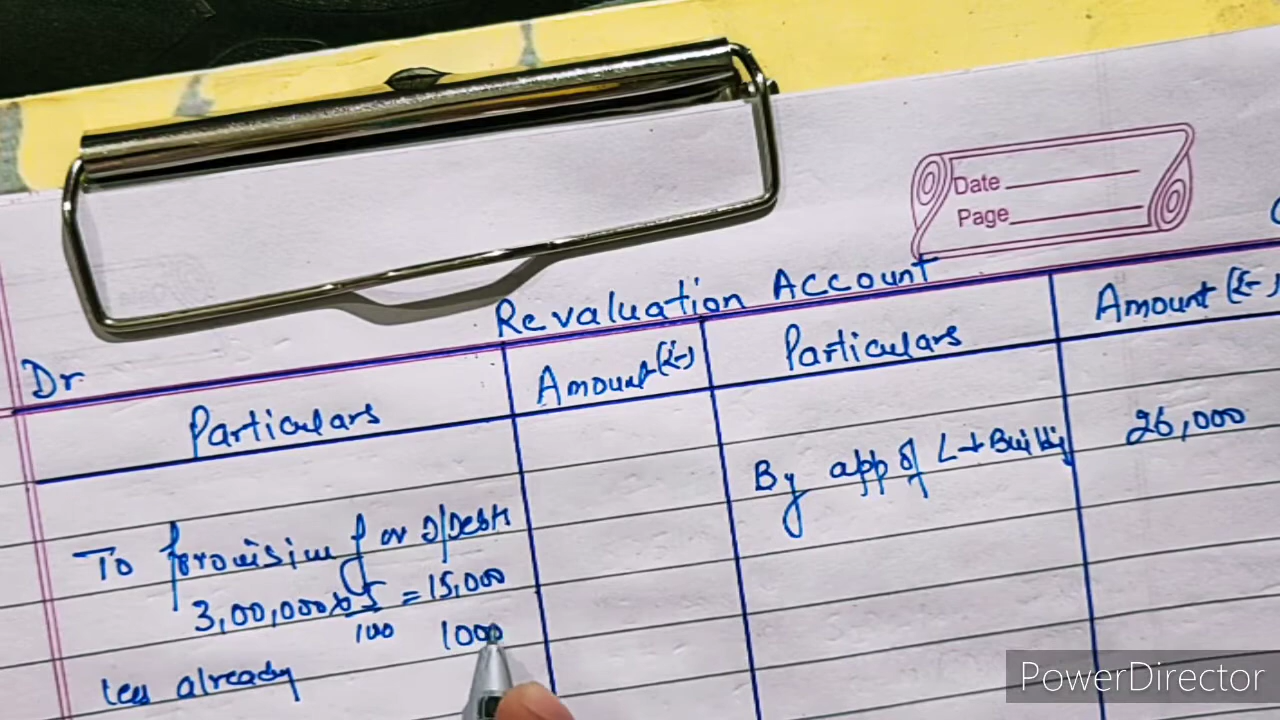 Date
Page
Revaluation Account
Dr
Particulars Amount (₹) Particulars Amount (₹)
By app of L + Building 26,000
To provision for D/Debts
3,00,000 × 5/100 = 15,000
less already 1000
PowerDirector